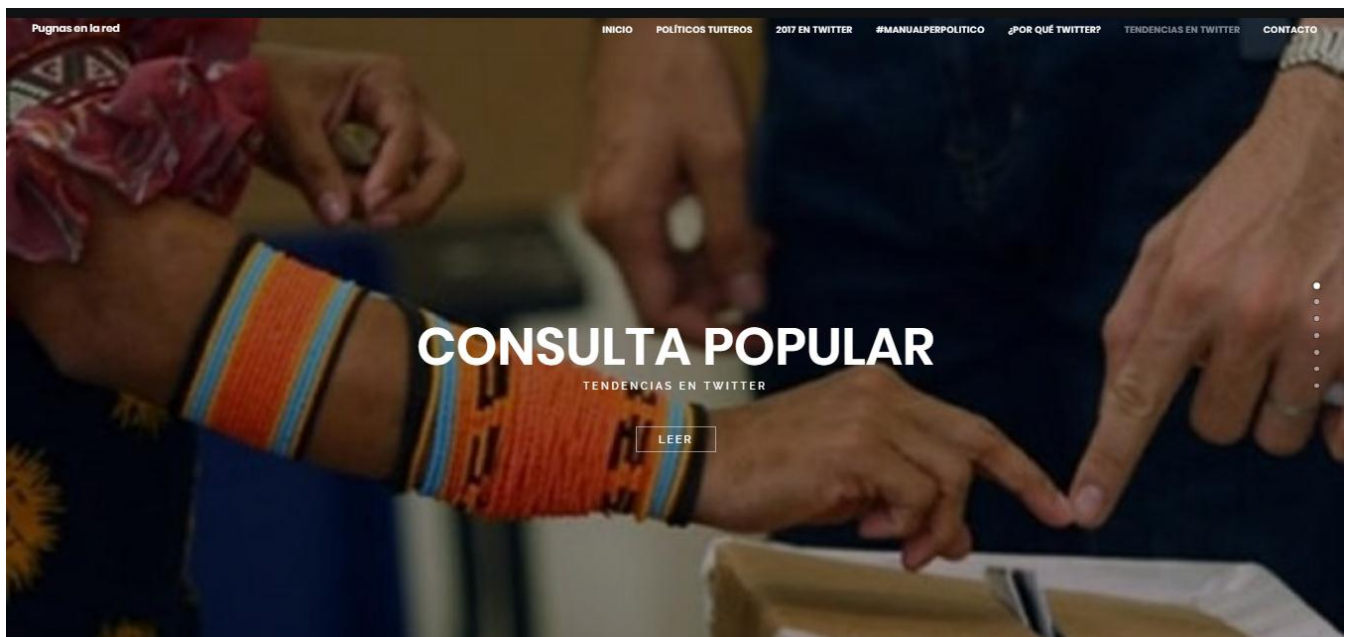 Pugnas en la red
INICIO POLÍTICOS TUITEROS 2017 EN TWITTER #MANUALPERPOLITICO ¿POR QUÉ TWITTER? TENDENCIAS EN TWITTER CONTACTO
CONSULTA POPULAR
TENDENCIAS EN TWITTER
LEER